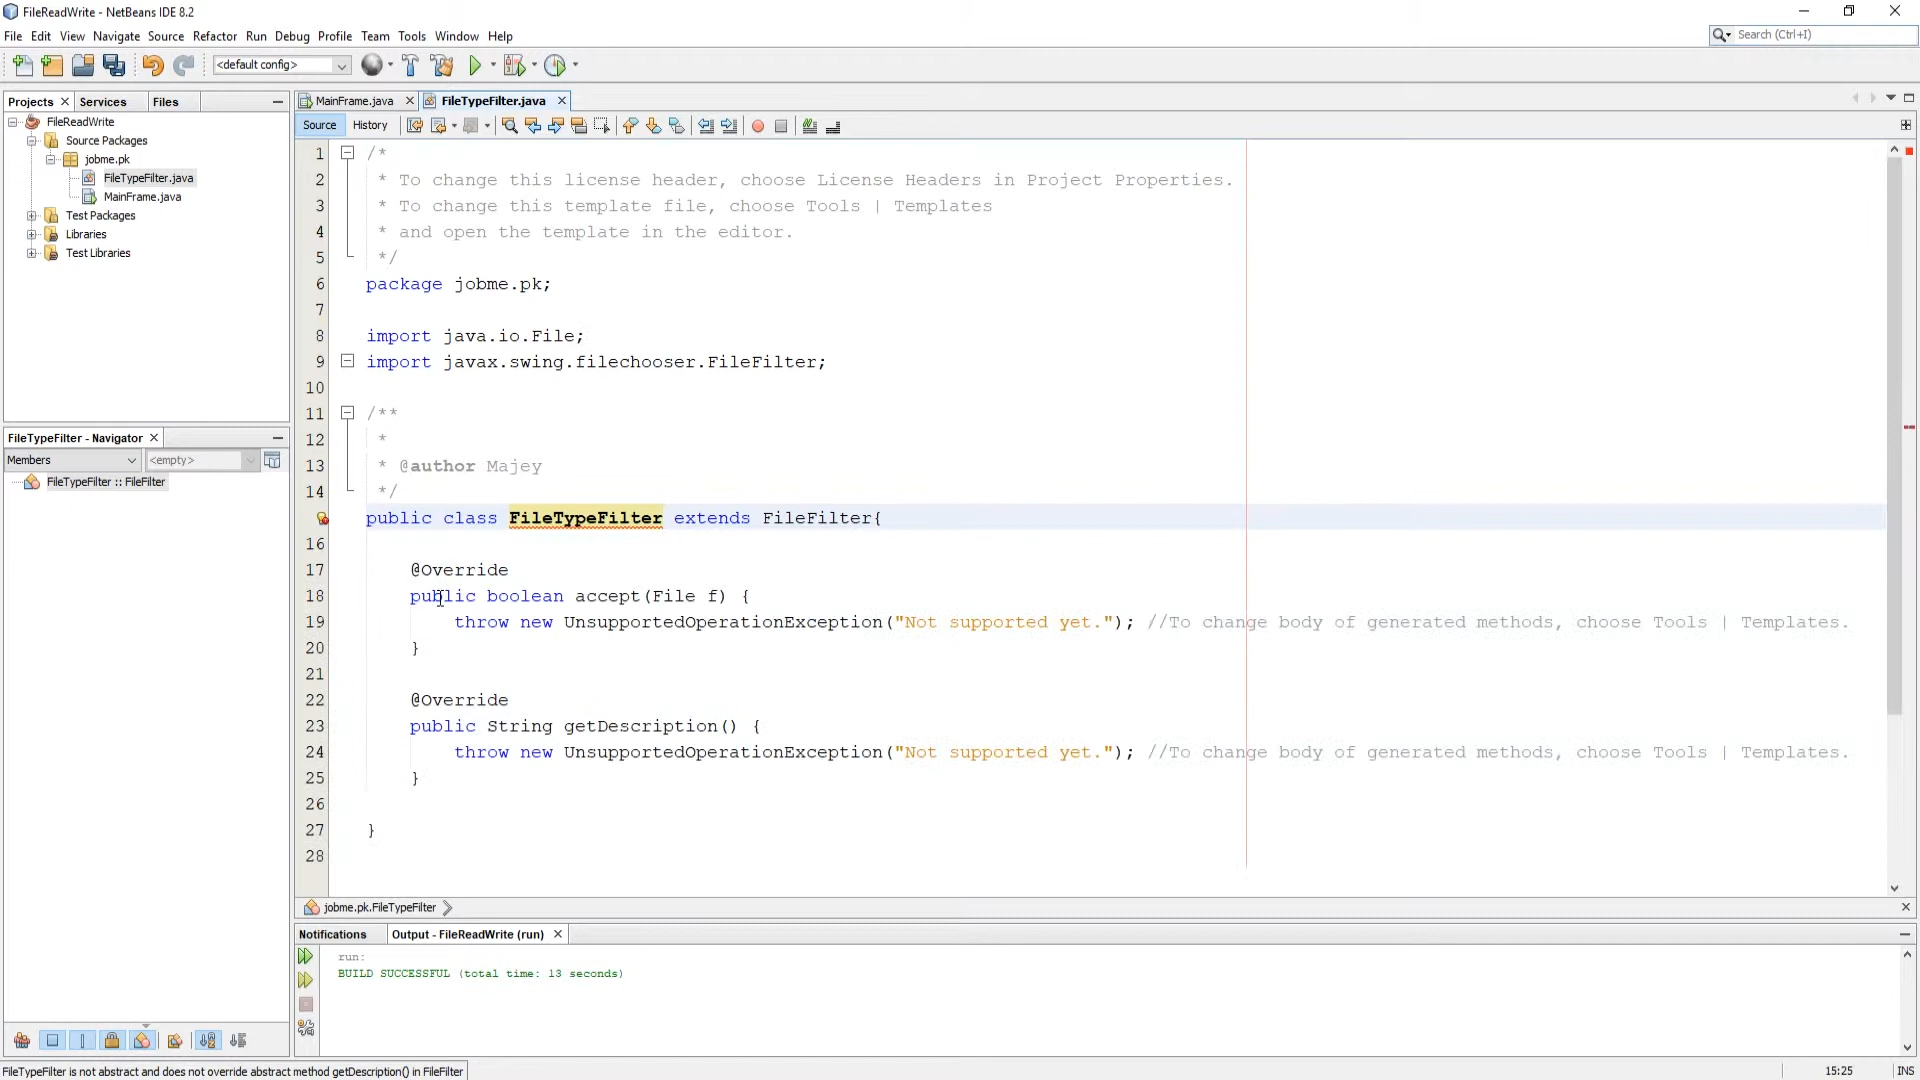 FileReadWrite - NetBeans IDE 8.2
File Edit View Navigate Source Refactor Run Debug Profile Team Tools Window Help
Search (Ctrl+I)
<default config>
Projects Services Files
FileReadWrite
Source Packages
jobme.pk
FileTypeFilter.java
MainFrame.java
Test Packages
Libraries
Test Libraries
FileTypeFilter - Navigator
Members <empty>
FileTypeFilter :: FileFilter
MainFrame.java FileTypeFilter.java
Source History
1 /*
2 * To change this license header, choose License Headers in Project Properties.
3 * To change this template file, choose Tools | Templates
4 * and open the template in the editor.
5 */
6 package jobme.pk;
7
8 import java.io.File;
9 import javax.swing.filechooser.FileFilter;
10
11 /**
12 *
13 * @author Majey
14 */
public class FileTypeFilter extends FileFilter{
16
17 @Override
18 public boolean accept(File f) {
19 throw new UnsupportedOperationException("Not supported yet."); //To change body of generated methods, choose Tools | Templates.
20 }
21
22 @Override
23 public String getDescription() {
24 throw new UnsupportedOperationException("Not supported yet."); //To change body of generated methods, choose Tools | Templates.
25 }
26
27 }
28
jobme.pk.FileTypeFilter
Notifications Output - FileReadWrite (run)
run:
BUILD SUCCESSFUL (total time: 13 seconds)
FileTypeFilter is not abstract and does not override abstract method getDescription() in FileFilter
15:25 INS